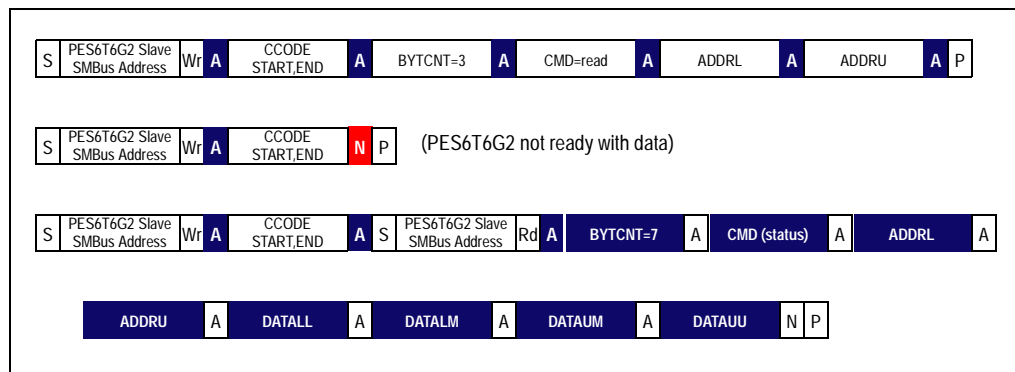 S PES6T6G2 Slave SMBus Address Wr A CCODE START,END A BYTCNT=3 A CMD=read A ADDRL A ADDRU A P
S PES6T6G2 Slave SMBus Address Wr A CCODE START,END N P (PES6T6G2 not ready with data)
S PES6T6G2 Slave SMBus Address Wr A CCODE START,END A S PES6T6G2 Slave SMBus Address Rd A BYTCNT=7 A CMD (status) A ADDRL A
ADDRU A DATALL A DATALM A DATAUM A DATAUU N P